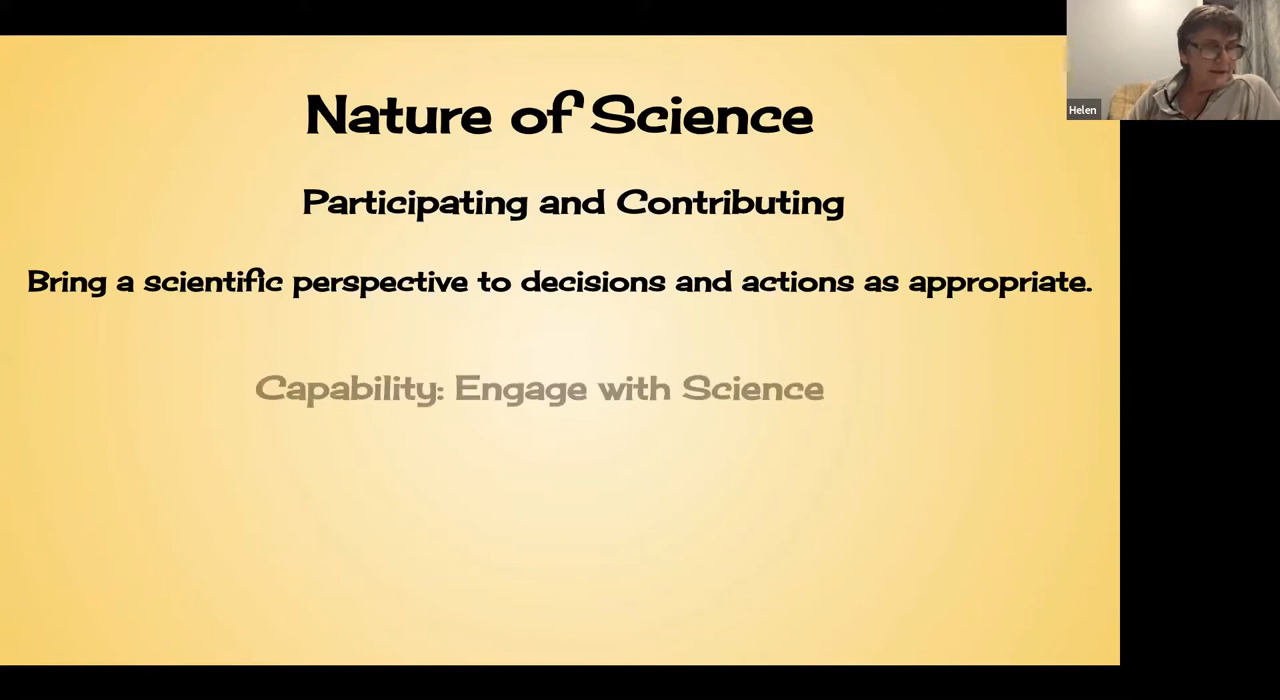 Nature of Science
Participating and Contributing
Bring a scientific perspective to decisions and actions as appropriate.
Capability: Engage with Science
Helen